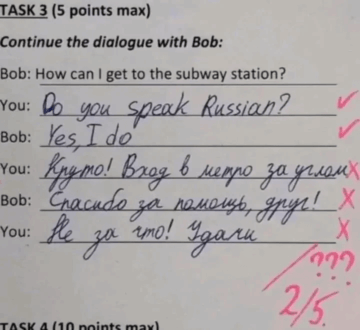 TASK 3 (5 points max)
Continue the dialogue with Bob:
Bob: How can I get to the subway station?
You: Do you speak Russian?
Bob: Yes, I do
You: Круто! Вход в метро за углом
Bob: Спасибо за помощь, друг!
You: Не за что! Удачи
???
2/5
TASK 4 (10 points max)